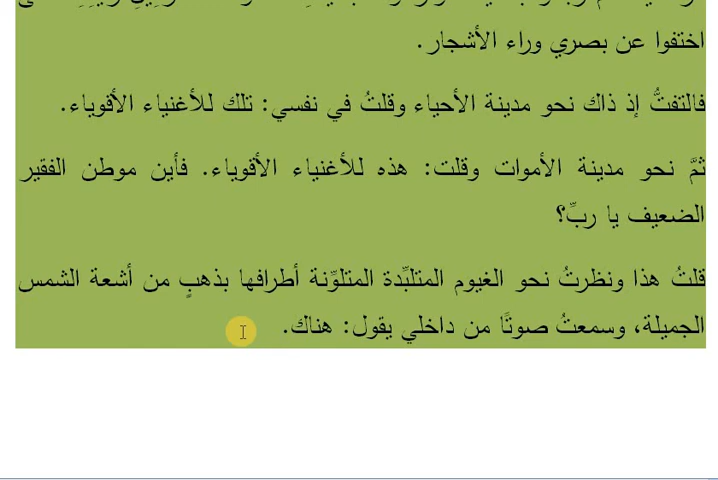 اختفوا عن بصري وراء الأشجار.
فالتفتُّ إذ ذاك نحو مدينة الأحياء وقلتُ في نفسي: تلك للأغنياء الأقوياء.
ثمَّ نحو مدينة الأموات وقلت: هذه للأغنياء الأقوياء. فأين موطن الفقير
الضعيف يا ربِّ؟
قلتُ هذا ونظرتُ نحو الغيوم المتلبِّدة المتلوِّنة أطرافها بذهبٍ من أشعة الشمس
الجميلة، وسمعتُ صوتًا من داخلي يقول: هناك.